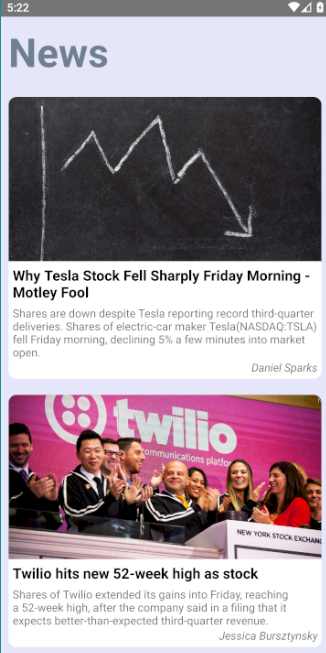 5:22
News
Why Tesla Stock Fell Sharply Friday Morning -
Motley Fool
Shares are down despite Tesla reporting record third-quarter
deliveries. Shares of electric-car maker Tesla(NASDAQ:TSLA)
fell Friday morning, declining 5% a few minutes into market
open.
Daniel Sparks
twilio
communications platfo
NEW YORK STOCK EXCHANG
Twilio hits new 52-week high as stock
Shares of Twilio extended its gains into Friday, reaching
a 52-week high, after the company said in a filing that it
expects better-than-expected third-quarter revenue.
Jessica Bursztynsky